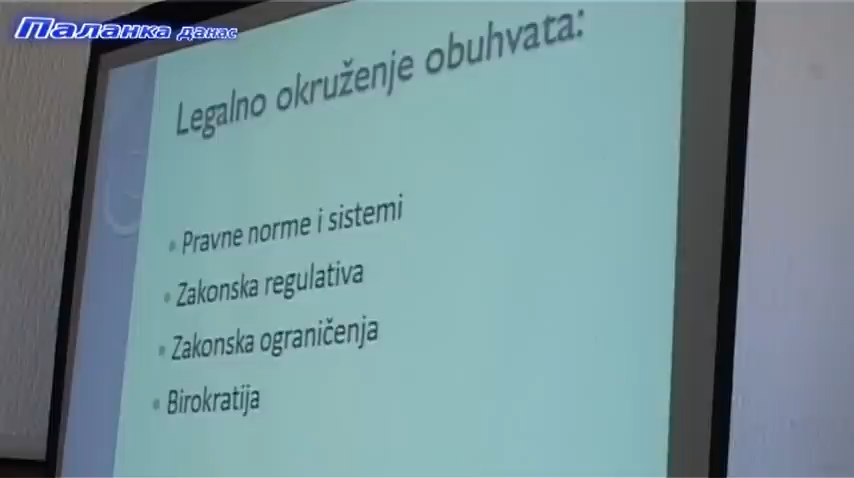 Паланка данас
Legalno okruženje obuhvata:
• Pravne norme i sistemi
• Zakonska regulativa
• Zakonska ograničenja
• Birokratija